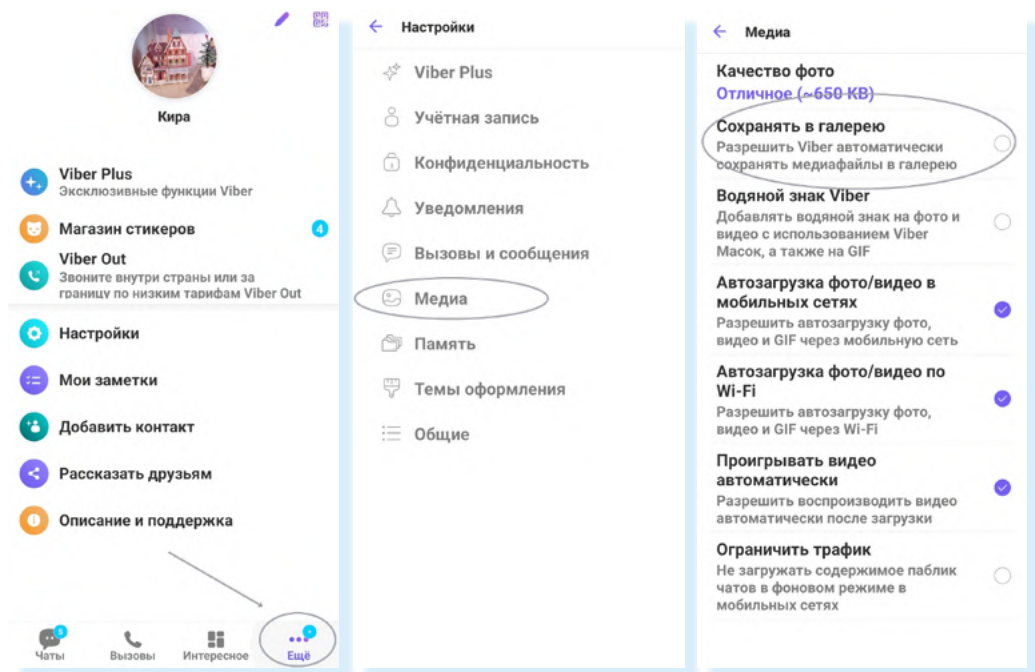 Кира
Viber Plus
Эксклюзивные функции Viber
Магазин стикеров
4
Viber Out
Звоните внутри страны или за
границу по низким тарифам Viber Out
Настройки
Мои заметки
Добавить контакт
Рассказать друзьям
Описание и поддержка
5
Чаты
Вызовы
Интересное
Ещё
Настройки
Viber Plus
Учётная запись
Конфиденциальность
Уведомления
Вызовы и сообщения
Медиа
Память
Темы оформления
Общие
Медиа
Качество фото
Отличное (~650 KB)
Сохранять в галерею
Разрешить Viber автоматически
сохранять медиафайлы в галерею
Водяной знак Viber
Добавлять водяной знак на фото и
видео с использованием Viber
Масок, а также на GIF
Автозагрузка фото/видео в
мобильных сетях
Разрешить автозагрузку фото,
видео и GIF через мобильную сеть
Автозагрузка фото/видео по
Wi-Fi
Разрешить автозагрузку фото,
видео и GIF через Wi-Fi
Проигрывать видео
автоматически
Разрешить воспроизводить видео
автоматически после загрузки
Ограничить трафик
Не загружать содержимое паблик
чатов в фоновом режиме в
мобильных сетях